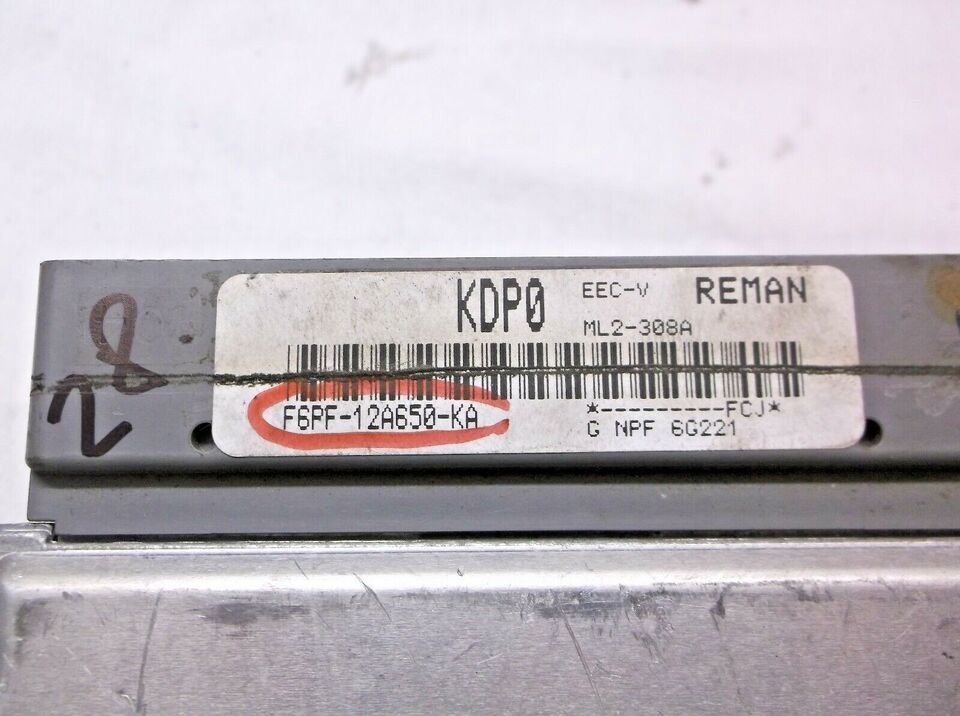 KDP0 EEC-V REMAN
ML2-308A
F6PF-12A650-KA *---------FCJ*
G NPF 6G221
28